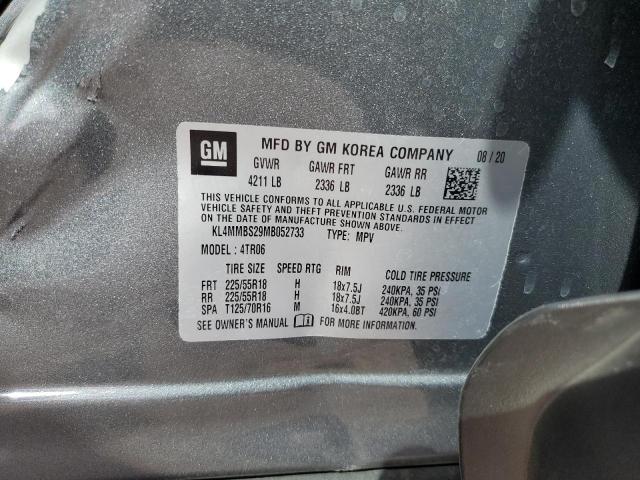 GM
MFD BY GM KOREA COMPANY 08 / 20
GVWR GAWR FRT GAWR RR
4211 LB 2336 LB 2336 LB
THIS VEHICLE CONFORMS TO ALL APPLICABLE U.S. FEDERAL MOTOR
VEHICLE SAFETY AND THEFT PREVENTION STANDARDS IN EFFECT
ON THE DATE OF MANUFACTURE SHOWN ABOVE.
KL4MMBS29MB052733 TYPE: MPV
MODEL : 4TR06
TIRE SIZE SPEED RTG RIM COLD TIRE PRESSURE
FRT 225/55R18 H 18x7.5J 240KPA, 35 PSI
RR 225/55R18 H 18x7.5J 240KPA, 35 PSI
SPA T125/70R16 M 16x4.0BT 420KPA, 60 PSI
SEE OWNER'S MANUAL FOR MORE INFORMATION.